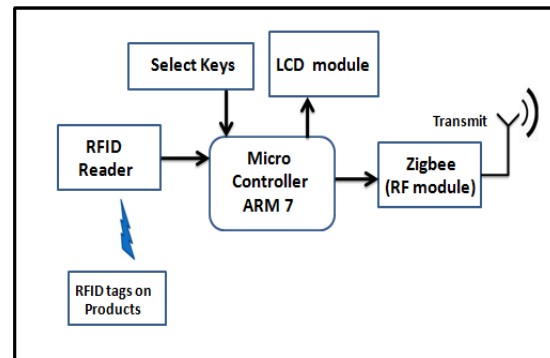 Select Keys
LCD module
Transmit
RFID
Reader
Micro
Controller
ARM 7
Zigbee
(RF module)
RFID tags on
Products